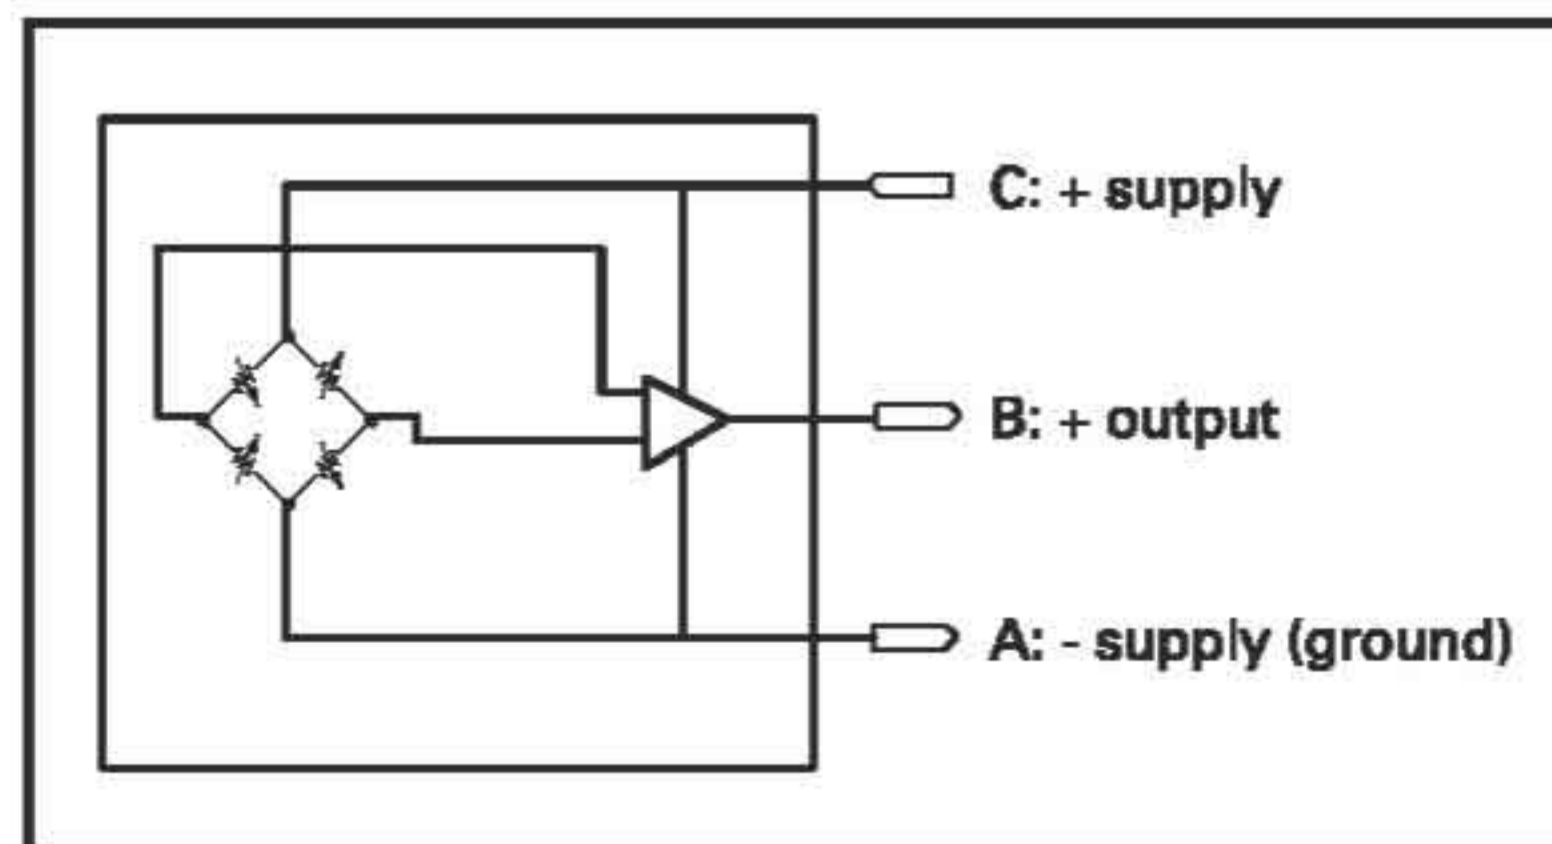 C: + supply
B: + output
A: - supply (ground)